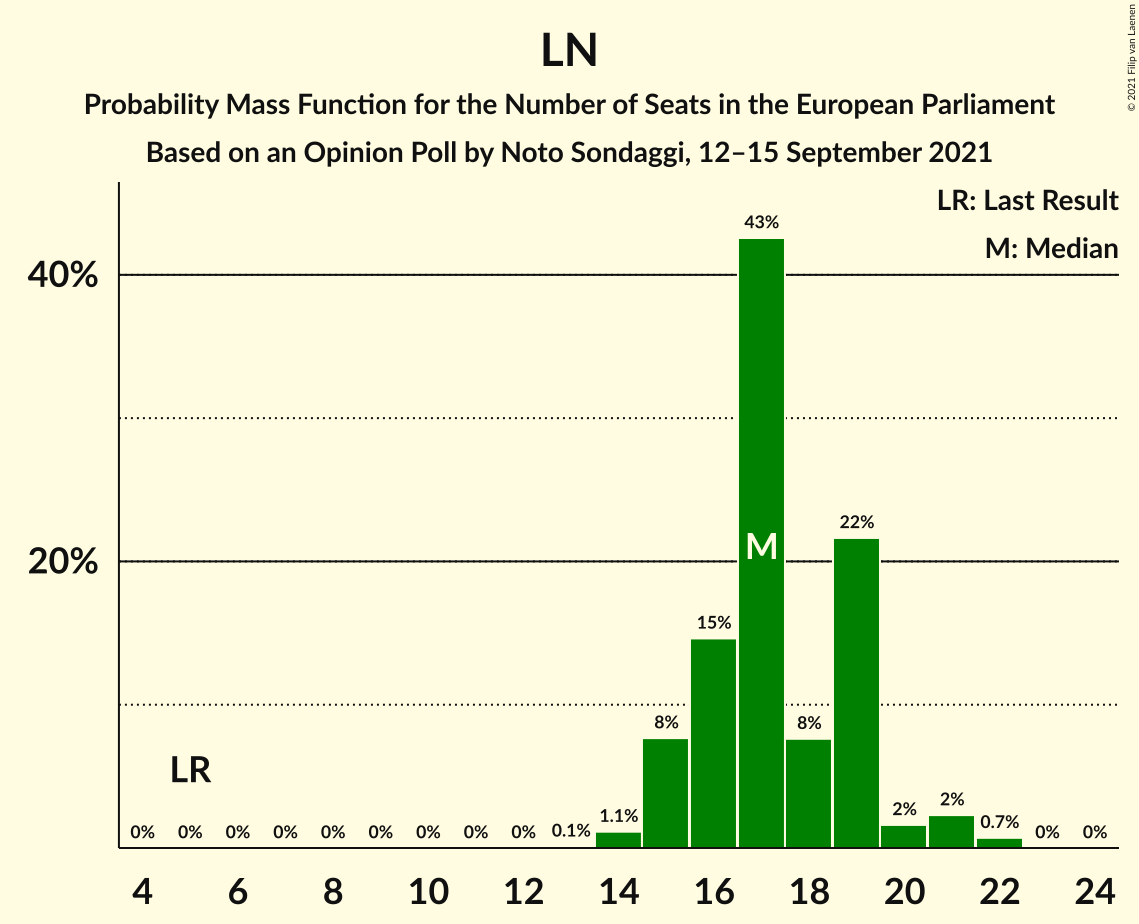 LN
Probability Mass Function for the Number of Seats in the European Parliament
Based on an Opinion Poll by Noto Sondaggi, 12–15 September 2021
© 2021 Filip van Laenen
LR: Last Result
M: Median
43%
40%
M
22%
20%
15%
8%
8%
LR
2%
2%
1.1%
0.7%
0% 0% 0% 0% 0% 0% 0% 0% 0% 0.1% 0% 0%
4 6 8 10 12 14 16 18 20 22 24